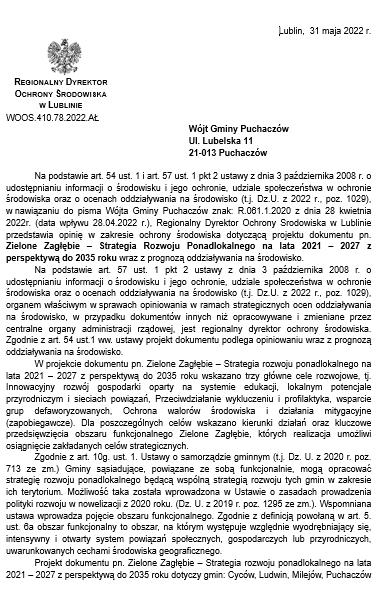 Lublin, 31 maja 2022 r.
REGIONALNY DYREKTOR
OCHRONY ŚRODOWISKA
W LUBLINIE
WOOŚ.410.78.2022.AŁ
Wójt Gminy Puchaczów
Ul. Lubelska 11
21-013 Puchaczów
Na podstawie art. 54 ust. 1 i art. 57 ust. 1 pkt 2 ustawy z dnia 3 października 2008 r. o
udostępnianiu informacji o środowisku i jego ochronie, udziale społeczeństwa w ochronie
środowiska oraz o ocenach oddziaływania na środowisko (t.j. Dz.U. z 2022 r., poz. 1029),
w nawiązaniu do pisma Wójta Gminy Puchaczów znak: R.061.1.2020 z dnia 28 kwietnia
2022r. (data wpływu 28.04.2022 r.), Regionalny Dyrektor Ochrony Środowiska w Lublinie
przedstawia opinię w zakresie ochrony środowiska dotyczącą projektu dokumentu pn.
Zielone Zagłębie – Strategia Rozwoju Ponadlokalnego na lata 2021 – 2027 z
perspektywą do 2035 roku wraz z prognozą oddziaływania na środowisko.
Na podstawie art. 57 ust. 1 pkt 2 ustawy z dnia 3 października 2008 r. o
udostępnianiu informacji o środowisku i jego ochronie, udziale społeczeństwa w ochronie
środowiska oraz o ocenach oddziaływania na środowisko (t.j. Dz.U. z 2022 r., poz. 1029),
organem właściwym w sprawach opiniowania w ramach strategicznych ocen oddziaływania
na środowisko, w przypadku dokumentów innych niż opracowywane i zmieniane przez
centralne organy administracji rządowej, jest regionalny dyrektor ochrony środowiska.
Zgodnie z art. 54 ust.1 ww. ustawy projekt dokumentu podlega opiniowaniu wraz z prognozą
oddziaływania na środowisko.
W projekcie dokumentu pn. Zielone Zagłębie – Strategia rozwoju ponadlokalnego na
lata 2021 – 2027 z perspektywą do 2035 roku wskazano trzy główne cele rozwojowe, tj.
Innowacyjny rozwój gospodarki oparty na systemie edukacji, lokalnym potencjale
przyrodniczym i sieciach powiązań, Przeciwdziałanie wykluczeniu i profilaktyka, wsparcie
grup defaworyzowanych, Ochrona walorów środowiska i działania mitygacyjne
(zapobiegawcze). Dla poszczególnych celów wskazano kierunki działań oraz kluczowe
przedsięwzięcia obszaru funkcjonalnego Zielone Zagłębie, których realizacja umożliwi
osiągnięcie zakładanych celów strategicznych.
Zgodnie z art. 10g. ust. 1. Ustawy o samorządzie gminnym (t.j. Dz. U. z 2020 r. poz.
713 ze zm.) Gminy sąsiadujące, powiązane ze sobą funkcjonalnie, mogą opracować
strategię rozwoju ponadlokalnego będącą wspólną strategią rozwoju tych gmin w zakresie
ich terytorium. Możliwość taka została wprowadzona w Ustawie o zasadach prowadzenia
polityki rozwoju w nowelizacji z 2020 roku. (Dz. U. z 2019 r. poz. 1295 ze zm.). Wspomniana
ustawa wprowadza pojęcie obszaru funkcjonalnego. Zgodnie z definicją powołaną w art. 5.
ust. 6a obszar funkcjonalny to obszar, na którym występuje względnie wyodrębniający się,
intensywny i otwarty system powiązań społecznych, gospodarczych lub przyrodniczych,
uwarunkowanych cechami środowiska geograficznego.
Projekt dokumentu pn. Zielone Zagłębie – Strategia rozwoju ponadlokalnego na lata
2021 – 2027 z perspektywą do 2035 roku dotyczy gmin: Cyców, Ludwin, Milejów, Puchaczów